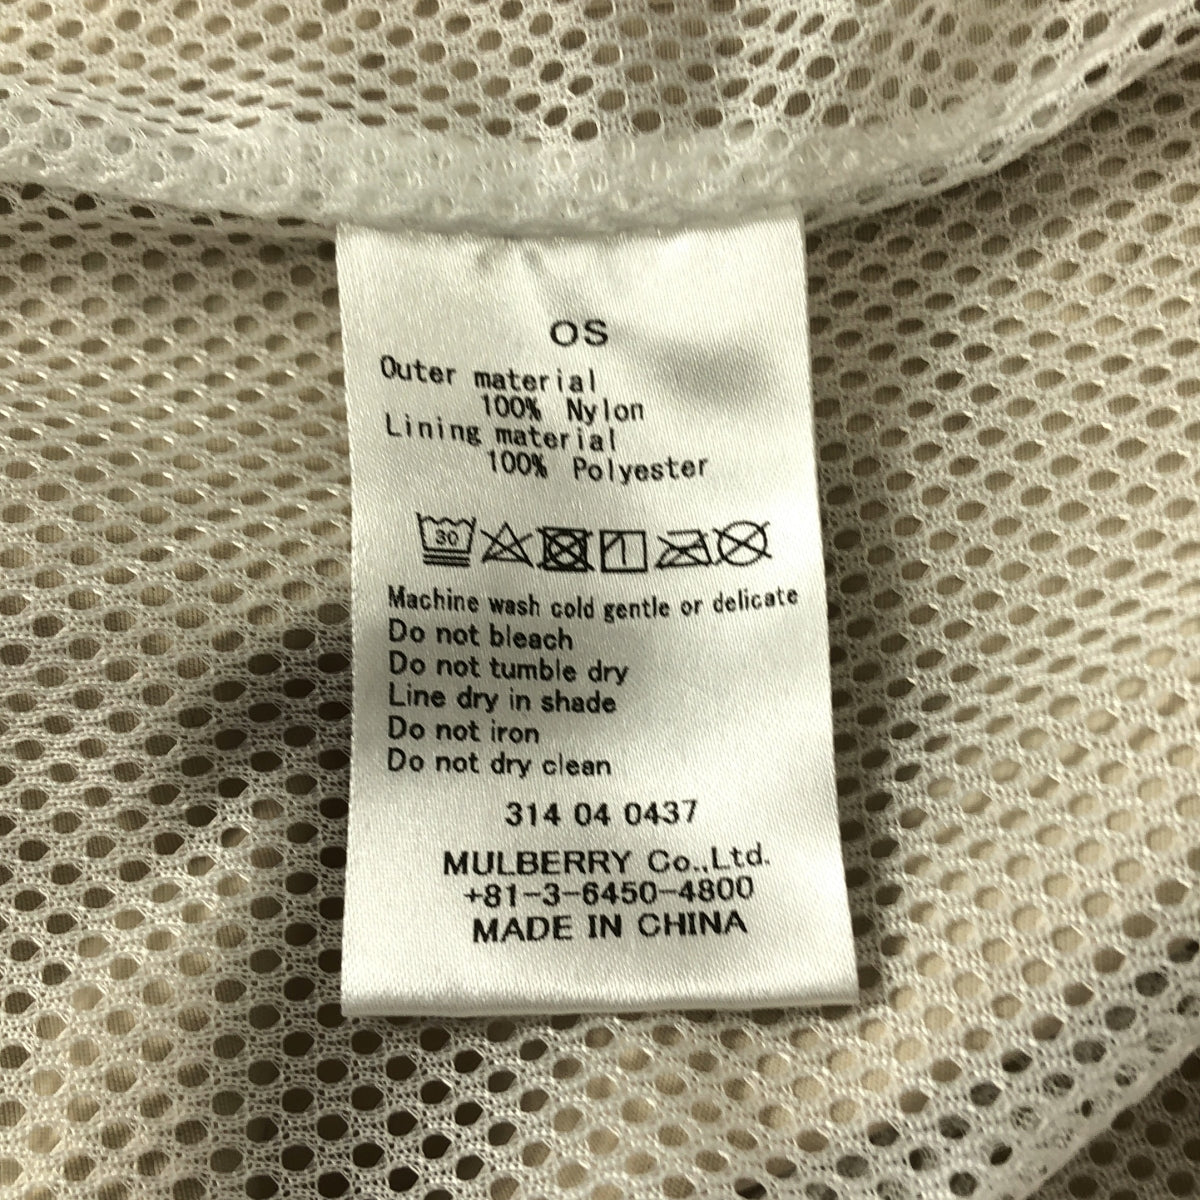 OS
Outer material
100% Nylon
Lining material
100% Polyester
30
Machine wash cold gentle or delicate
Do not bleach
Do not tumble dry
Line dry in shade
Do not iron
Do not dry clean
314 04 0437
MULBERRY Co.,Ltd.
+81-3-6450-4800
MADE IN CHINA